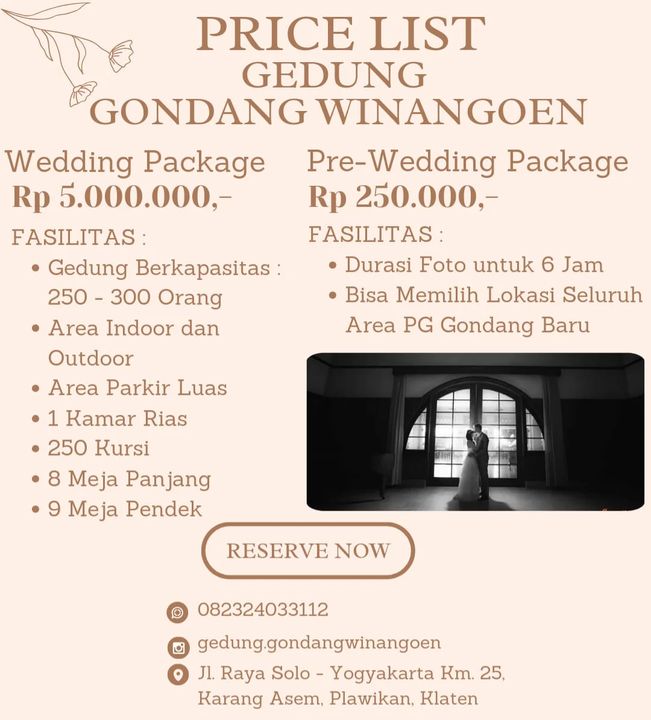 PRICE LIST
GEDUNG
GONDANG WINANGOEN
Wedding Package
Rp 5.000.000,-
FASILITAS :
• Gedung Berkapasitas :
250 - 300 Orang
• Area Indoor dan
Outdoor
• Area Parkir Luas
• 1 Kamar Rias
• 250 Kursi
• 8 Meja Panjang
• 9 Meja Pendek
Pre-Wedding Package
Rp 250.000,-
FASILITAS :
• Durasi Foto untuk 6 Jam
• Bisa Memilih Lokasi Seluruh
Area PG Gondang Baru
RESERVE NOW
082324033112
gedung.gondangwinangoen
Jl. Raya Solo - Yogyakarta Km. 25,
Karang Asem, Plawikan, Klaten